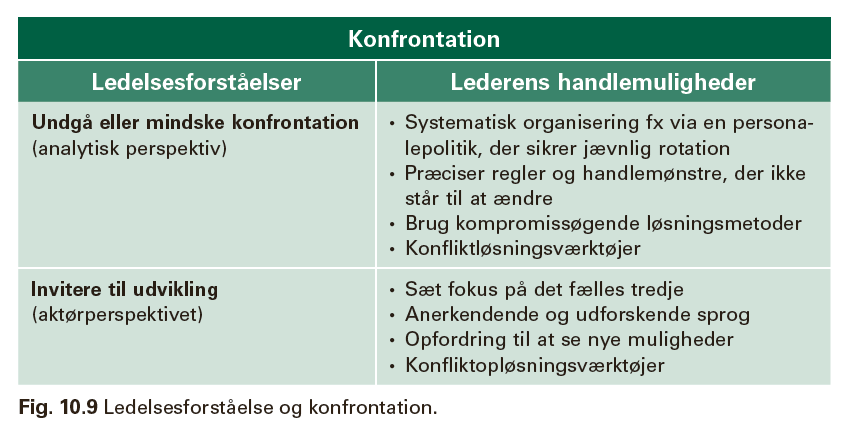 Konfrontation
Ledelsesforståelser
Lederens handlemuligheder
Undgå eller mindske konfrontation
(analytisk perspektiv)
• Systematisk organisering fx via en persona-
lepolitik, der sikrer jævnlig rotation
• Præciser regler og handlemønstre, der ikke
står til at ændre
• Brug kompromissøgende løsningsmetoder
• Konfliktløsningsværktøjer
Invitere til udvikling
(aktørperspektivet)
• Sæt fokus på det fælles tredje
• Anerkendende og udforskende sprog
• Opfordring til at se nye muligheder
• Konfliktopløsningsværktøjer
Fig. 10.9 Ledelsesforståelse og konfrontation.